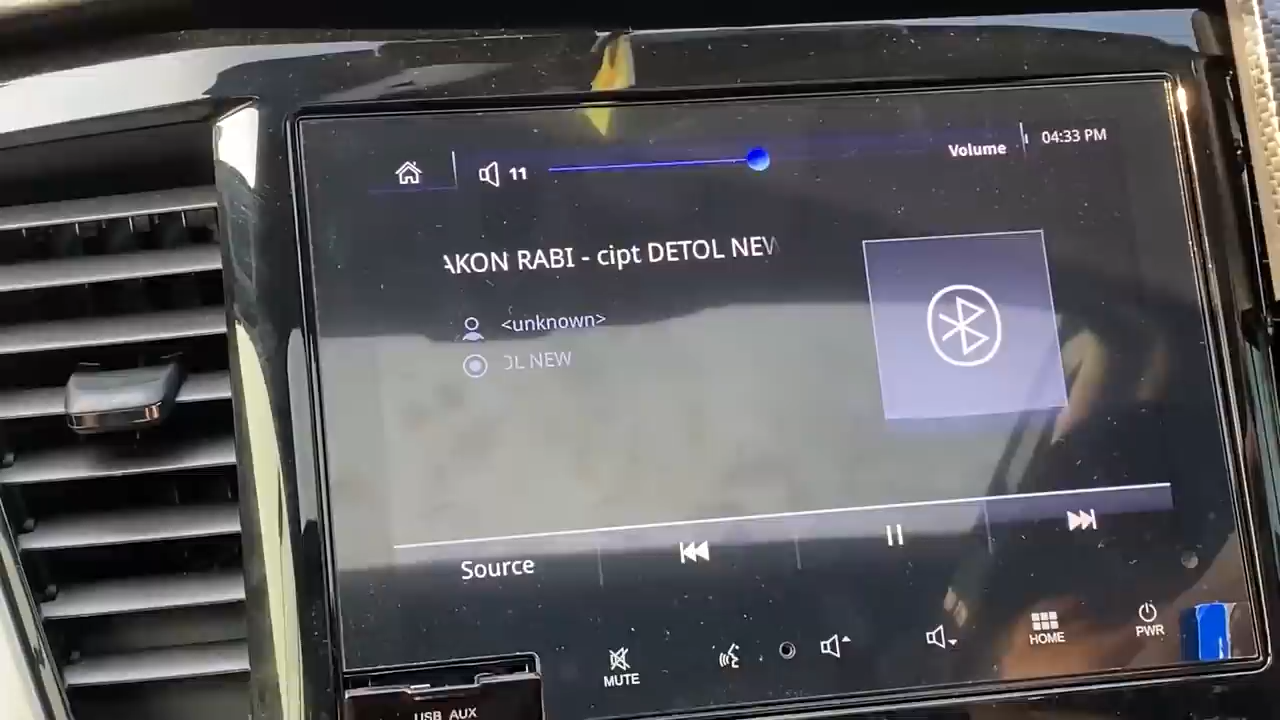 11
Volume
04:33 PM
AKON RABI - cipt DETOL NEW
<unknown>
OL NEW
Source
MUTE
HOME
PWR
USB AUX